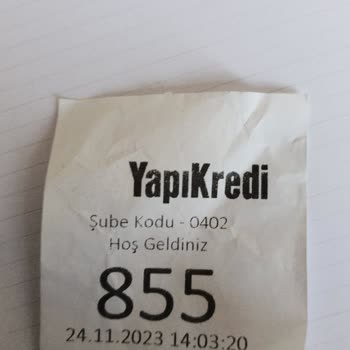 YapıKredi
Şube Kodu - 0402
Hoş Geldiniz
855
24.11.2023 14:03:20